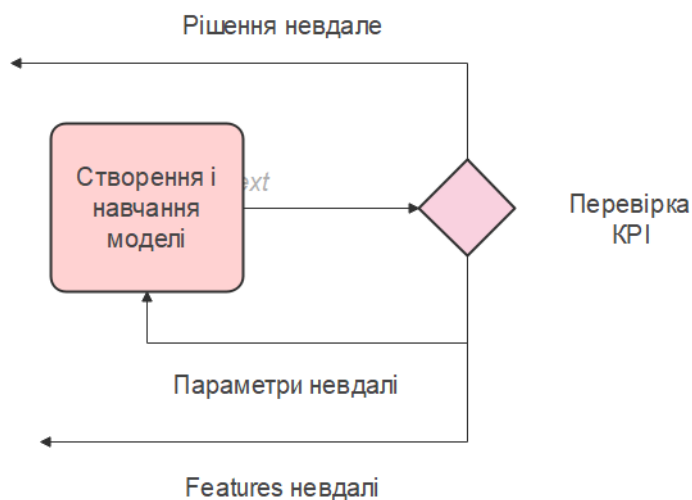 Рішення невдале
Створення і
навчання
моделі
ext
Перевірка
KPI
Параметри невдалі
Features невдалі